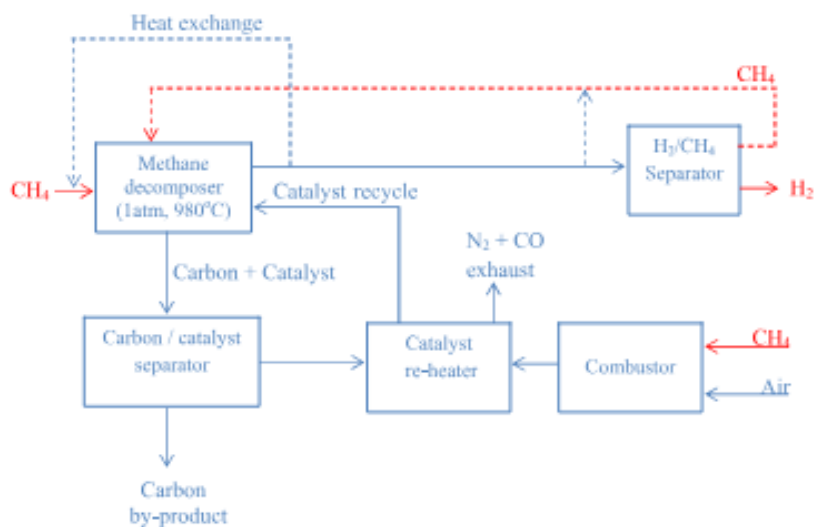 Heat exchange
CH₄
H₂/CH₄
Separator
Methane
decomposer
(1atm, 980°C)
CH₄
H₂
Catalyst recycle
N₂ + CO
exhaust
Carbon + Catalyst
Carbon / catalyst
separator
Catalyst
re-heater
Combustor
CH₄
Air
Carbon
by-product